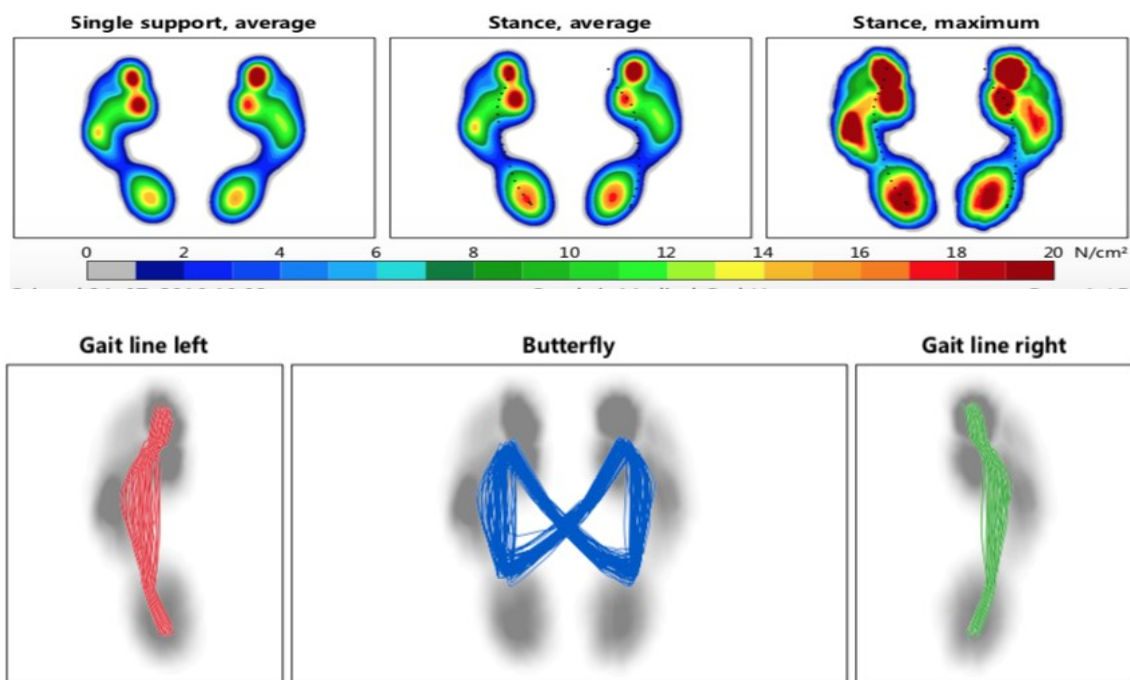 Single support, average
Stance, average
Stance, maximum
0 2 4 6 8 10 12 14 16 18 20 N/cm²
Gait line left
Butterfly
Gait line right